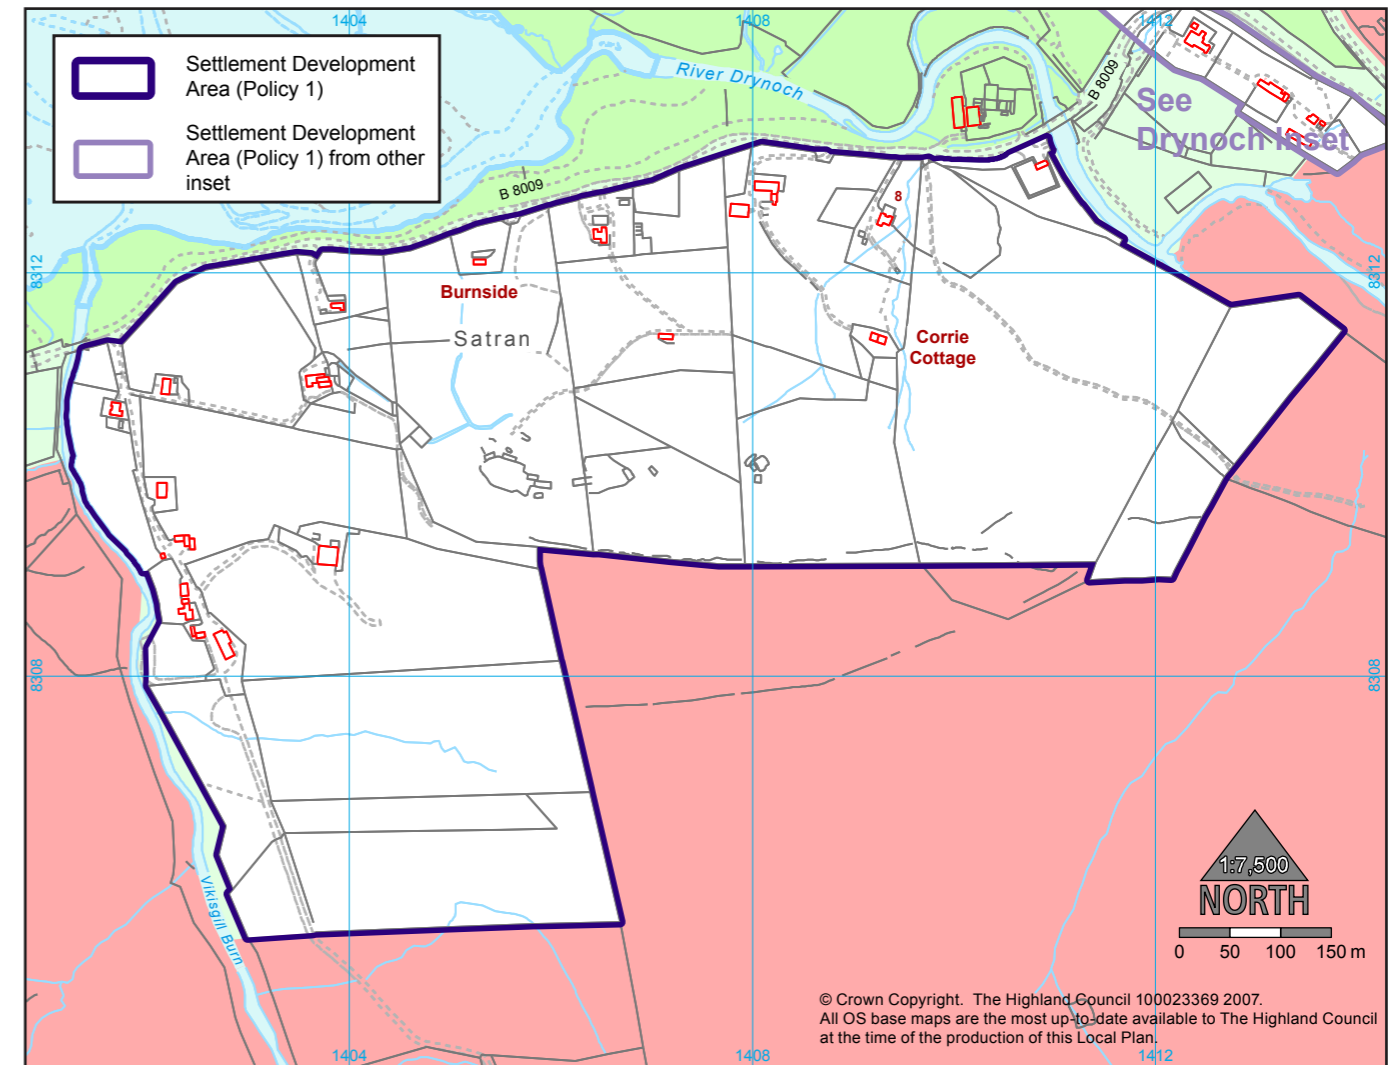 1404
1408
1412
Settlement Development
Area (Policy 1)
Settlement Development
Area (Policy 1) from other
inset
River Drynoch
B 8009
See
Drynoch Inset
B 8009
8
8312
8312
Burnside
Satran
Corrie
Cottage
8308
8308
Vikisgill Burn
1:7,500
NORTH
0 50 100 150 m
© Crown Copyright. The Highland Council 100023369 2007.
All OS base maps are the most up-to-date available to The Highland Council
at the time of the production of this Local Plan.
1404
1408
1412